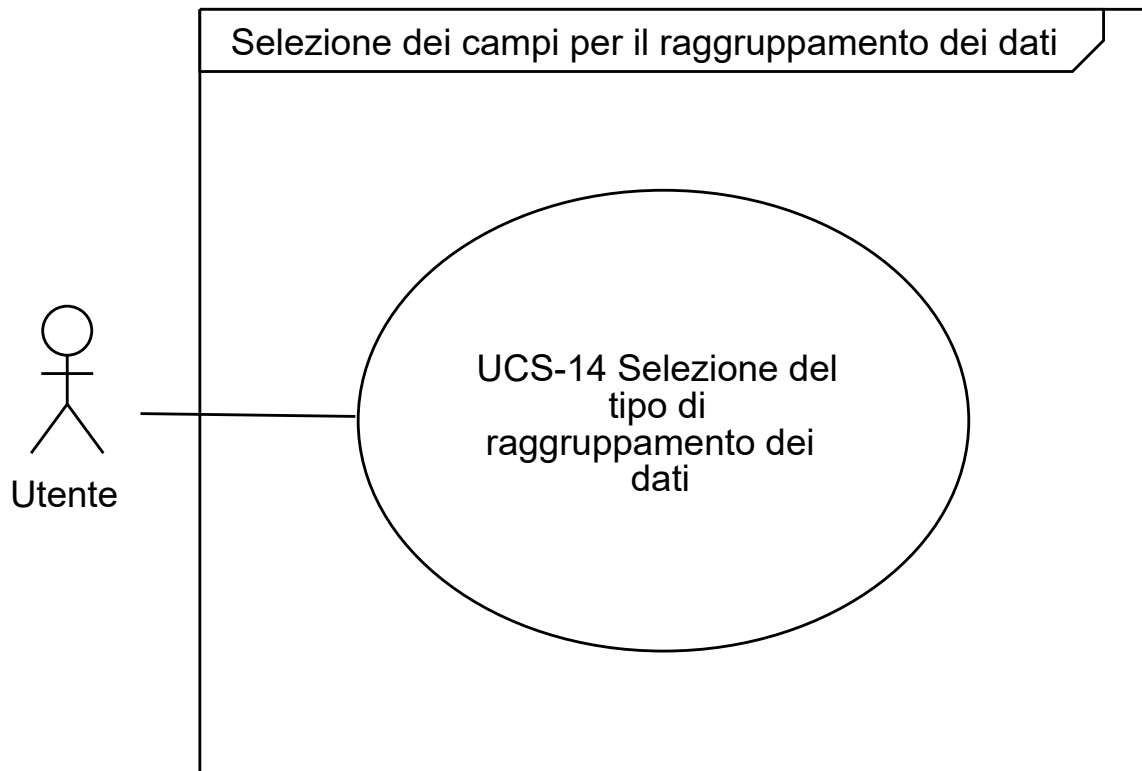 Selezione dei campi per il raggruppamento dei dati
UCS-14 Selezione del
tipo di
raggruppamento dei
dati
Utente